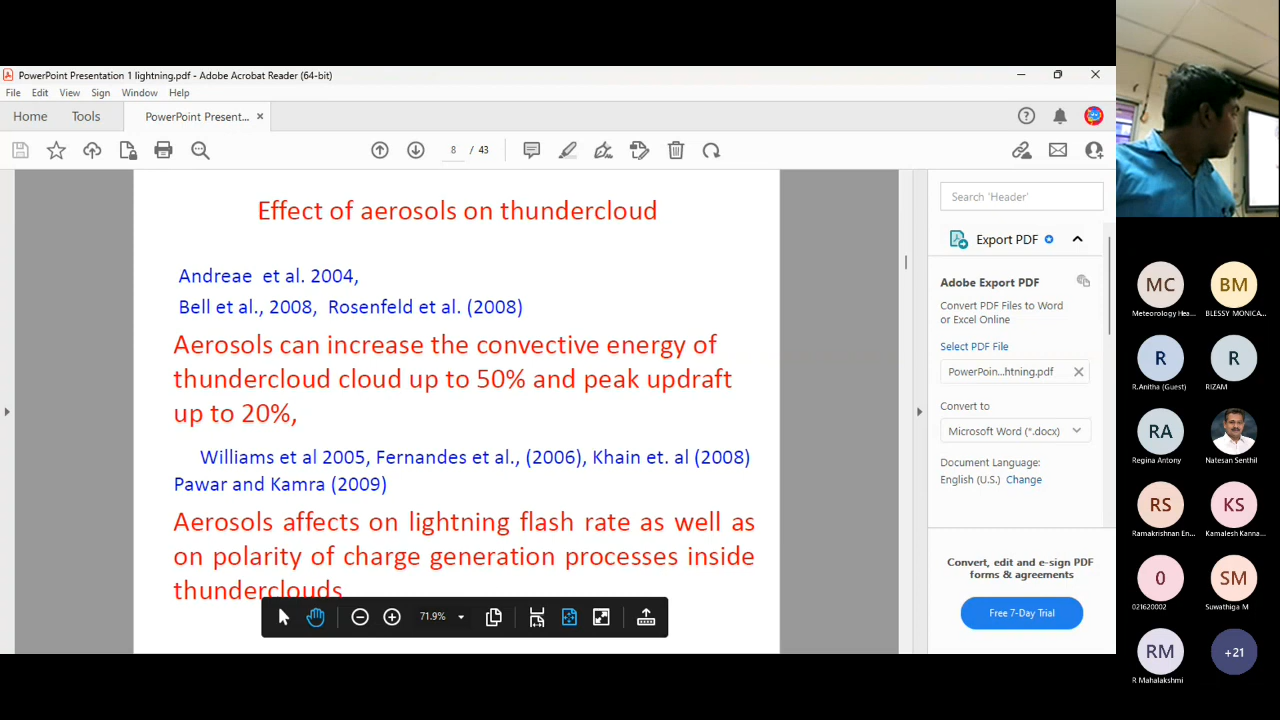 PowerPoint Presentation 1 lightning.pdf - Adobe Acrobat Reader (64-bit)
File Edit View Sign Window Help
Home Tools PowerPoint Present...
8 / 43
Effect of aerosols on thundercloud
Andreae et al. 2004,
Bell et al., 2008, Rosenfeld et al. (2008)
Aerosols can increase the convective energy of
thundercloud cloud up to 50% and peak updraft
up to 20%,
Williams et al 2005, Fernandes et al., (2006), Khain et. al (2008)
Pawar and Kamra (2009)
Aerosols affects on lightning flash rate as well as
on polarity of charge generation processes inside
thunderclouds
71.9%
Search 'Header'
Export PDF
Adobe Export PDF
Convert PDF Files to Word
or Excel Online
Select PDF File
PowerPoin...htning.pdf
Convert to
Microsoft Word (*.docx)
Document Language:
English (U.S.) Change
Convert, edit and e-sign PDF
forms & agreements
Free 7-Day Trial
MC BM
Meteorology Hea... BLESSY MONICA...
R R
R.Anitha (Guest) RIZAM
RA
Regina Antony Natesan Senthil
RS KS
Ramakrishnan En... Kamalesh Kanna...
0 SM
021620002 Suwathiga M
RM +21
R Mahalakshmi